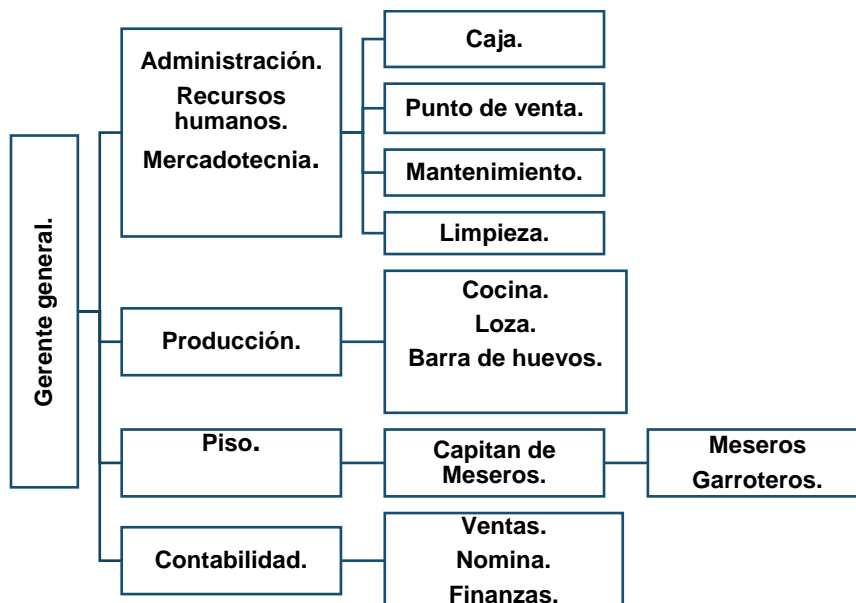 Gerente general.
Administración.
Recursos
humanos.
Mercadotecnia.
Caja.
Punto de venta.
Mantenimiento.
Limpieza.
Producción.
Cocina.
Loza.
Barra de huevos.
Piso.
Capitan de
Meseros.
Meseros
Garroteros.
Contabilidad.
Ventas.
Nomina.
Finanzas.